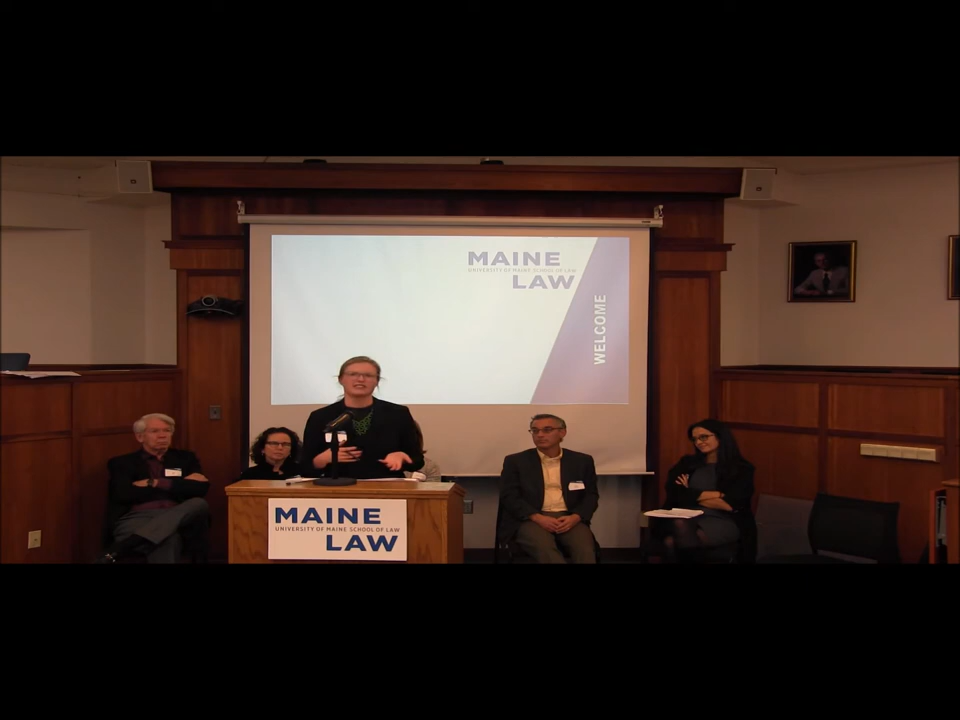 MAINE
UNIVERSITY OF MAINE SCHOOL OF LAW
LAW
WELCOME
MAINE
UNIVERSITY OF MAINE SCHOOL OF LAW
LAW